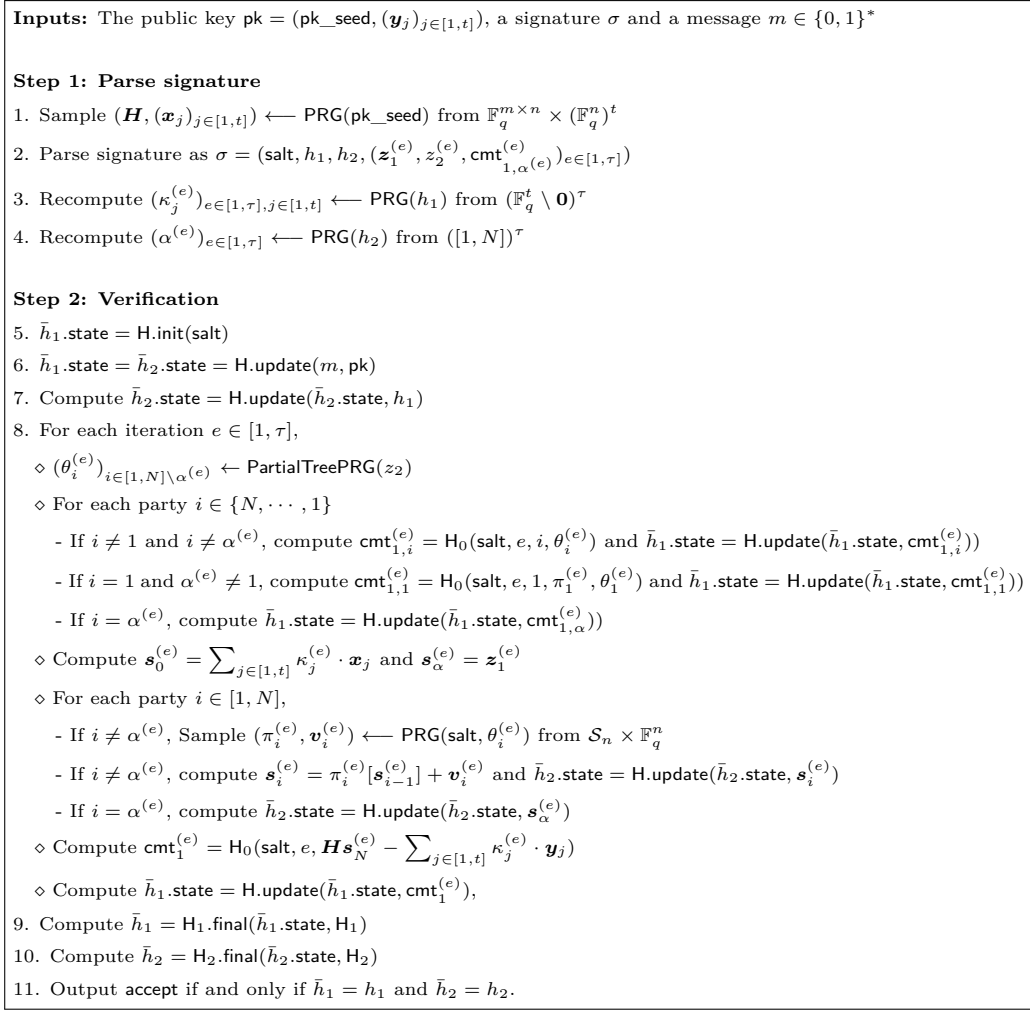 Inputs: The public key pk = (pk_seed, (𝒚_j)_{j∈[1,t]}), a signature σ and a message m ∈ {0, 1}^*
Step 1: Parse signature
1. Sample (𝑯, (𝒙_j)_{j∈[1,t]}) ⟵ PRG(pk_seed) from 𝔽_q^{m×n} × (𝔽_q^n)^t
2. Parse signature as σ = (salt, h_1, h_2, (𝒛_1^{(e)}, z_2^{(e)}, cmt_{1,α^{(e)}}^{(e)})_{e∈[1,τ]})
3. Recompute (κ_j^{(e)})_{e∈[1,τ],j∈[1,t]} ⟵ PRG(h_1) from (𝔽_q^t \ 𝟎)^τ
4. Recompute (α^{(e)})_{e∈[1,τ]} ⟵ PRG(h_2) from ([1, N])^τ
Step 2: Verification
5. h̄_1.state = H.init(salt)
6. h̄_1.state = h̄_2.state = H.update(m, pk)
7. Compute h̄_2.state = H.update(h̄_2.state, h_1)
8. For each iteration e ∈ [1, τ],
⋄ (θ_i^{(e)})_{i∈[1,N]\α^{(e)}} ← PartialTreePRG(z_2)
⋄ For each party i ∈ {N, ⋯ , 1}
- If i ≠ 1 and i ≠ α^{(e)}, compute cmt_{1,i}^{(e)} = H_0(salt, e, i, θ_i^{(e)}) and h̄_1.state = H.update(h̄_1.state, cmt_{1,i}^{(e)}))
- If i = 1 and α^{(e)} ≠ 1, compute cmt_{1,1}^{(e)} = H_0(salt, e, 1, π_1^{(e)}, θ_1^{(e)}) and h̄_1.state = H.update(h̄_1.state, cmt_{1,1}^{(e)}))
- If i = α^{(e)}, compute h̄_1.state = H.update(h̄_1.state, cmt_{1,α}^{(e)}))
⋄ Compute 𝒔_0^{(e)} = ∑_{j∈[1,t]} κ_j^{(e)} · 𝒙_j and 𝒔_α^{(e)} = 𝒛_1^{(e)}
⋄ For each party i ∈ [1, N],
- If i ≠ α^{(e)}, Sample (π_i^{(e)}, 𝒗_i^{(e)}) ⟵ PRG(salt, θ_i^{(e)}) from 𝒮_n × 𝔽_q^n
- If i ≠ α^{(e)}, compute 𝒔_i^{(e)} = π_i^{(e)}[𝒔_{i−1}^{(e)}] + 𝒗_i^{(e)} and h̄_2.state = H.update(h̄_2.state, 𝒔_i^{(e)})
- If i = α^{(e)}, compute h̄_2.state = H.update(h̄_2.state, 𝒔_α^{(e)})
⋄ Compute cmt_1^{(e)} = H_0(salt, e, 𝑯𝒔_N^{(e)} − ∑_{j∈[1,t]} κ_j^{(e)} · 𝒚_j)
⋄ Compute h̄_1.state = H.update(h̄_1.state, cmt_1^{(e)}),
9. Compute h̄_1 = H_1.final(h̄_1.state, H_1)
10. Compute h̄_2 = H_2.final(h̄_2.state, H_2)
11. Output accept if and only if h̄_1 = h_1 and h̄_2 = h_2.